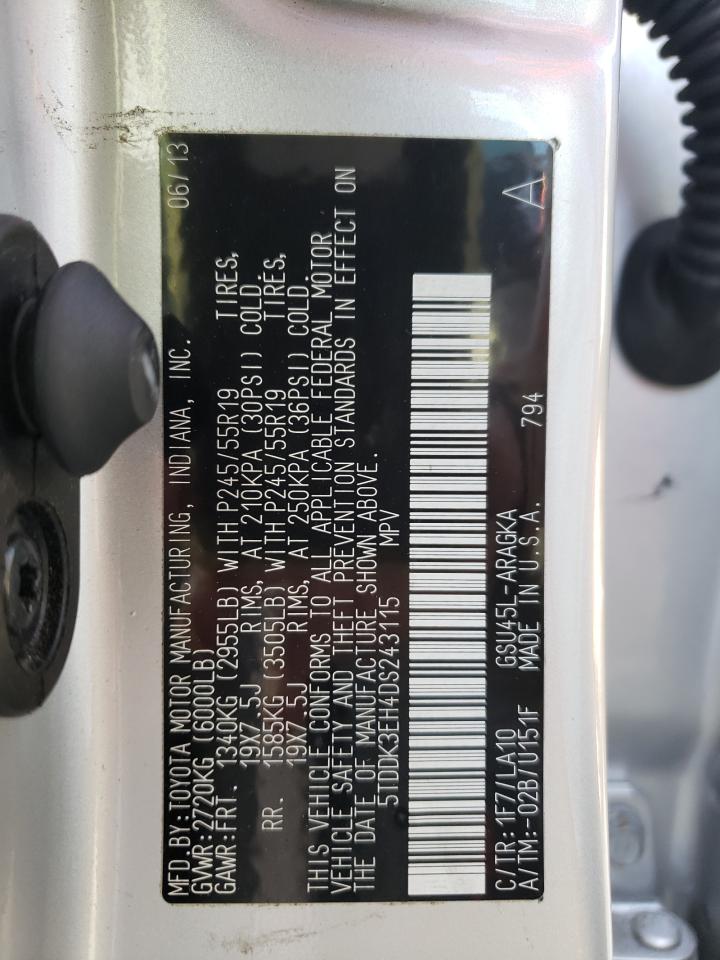 MFD.BY:TOYOTA MOTOR MANUFACTURING, INDIANA, INC. 06/13
GVWR:2720KG (6000LB)
GAWR:FRT. 1340KG (2955LB) WITH P245/55R19 TIRES,
19X7.5J RIMS, AT 210KPA (30PSI) COLD.
RR. 1585KG (3505LB) WITH P245/55R19 TIRES,
19X7.5J RIMS, AT 250KPA (36PSI) COLD.
THIS VEHICLE CONFORMS TO ALL APPLICABLE FEDERAL MOTOR
VEHICLE SAFETY AND THEFT PREVENTION STANDARDS IN EFFECT ON
THE DATE OF MANUFACTURE SHOWN ABOVE.
5TDDK3EH4DS243115 MPV
C/TR:1F7/LA10 GSU45L-ARAGKA 794 A
A/TM:-02B/U151F MADE IN U.S.A.